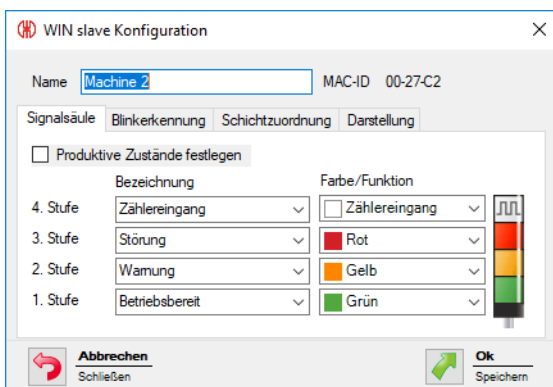 WIN slave Konfiguration
Name Machine 2 MAC-ID 00-27-C2
Signalsäule Blinkerkennung Schichtzuordnung Darstellung
Produktive Zustände festlegen
Bezeichnung Farbe/Funktion
4. Stufe Zählereingang Zählereingang
3. Stufe Störung Rot
2. Stufe Warnung Gelb
1. Stufe Betriebsbereit Grün
Abbrechen Ok
Schließen Speichern